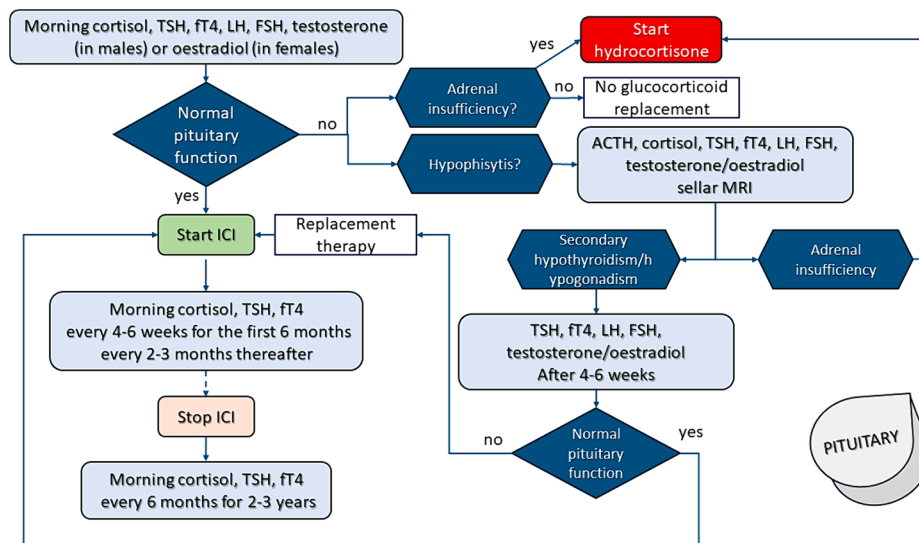 Morning cortisol, TSH, fT4, LH, FSH, testosterone
(in males) or oestradiol (in females)
yes
Start
hydrocortisone
Adrenal
insufficiency?
no
No glucocorticoid
replacement
Normal
pituitary
function
no
Hypophisytis?
ACTH, cortisol, TSH, fT4, LH, FSH,
testosterone/oestradiol
sellar MRI
yes
Start ICI
Replacement
therapy
Secondary
hypothyroidism/h
ypogonadism
Adrenal
insufficiency
Morning cortisol, TSH, fT4
every 4-6 weeks for the first 6 months
every 2-3 months thereafter
TSH, fT4, LH, FSH,
testosterone/oestradiol
After 4-6 weeks
Stop ICI
no
Normal
pituitary
function
yes
PITUITARY
Morning cortisol, TSH, fT4
every 6 months for 2-3 years